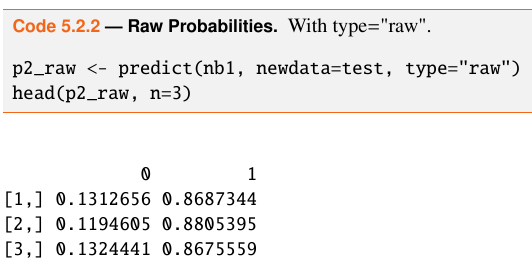 Code 5.2.2 — Raw Probabilities. With type="raw".
p2_raw <- predict(nb1, newdata=test, type="raw")
head(p2_raw, n=3)
0 1
[1,] 0.1312656 0.8687344
[2,] 0.1194605 0.8805395
[3,] 0.1324441 0.8675559